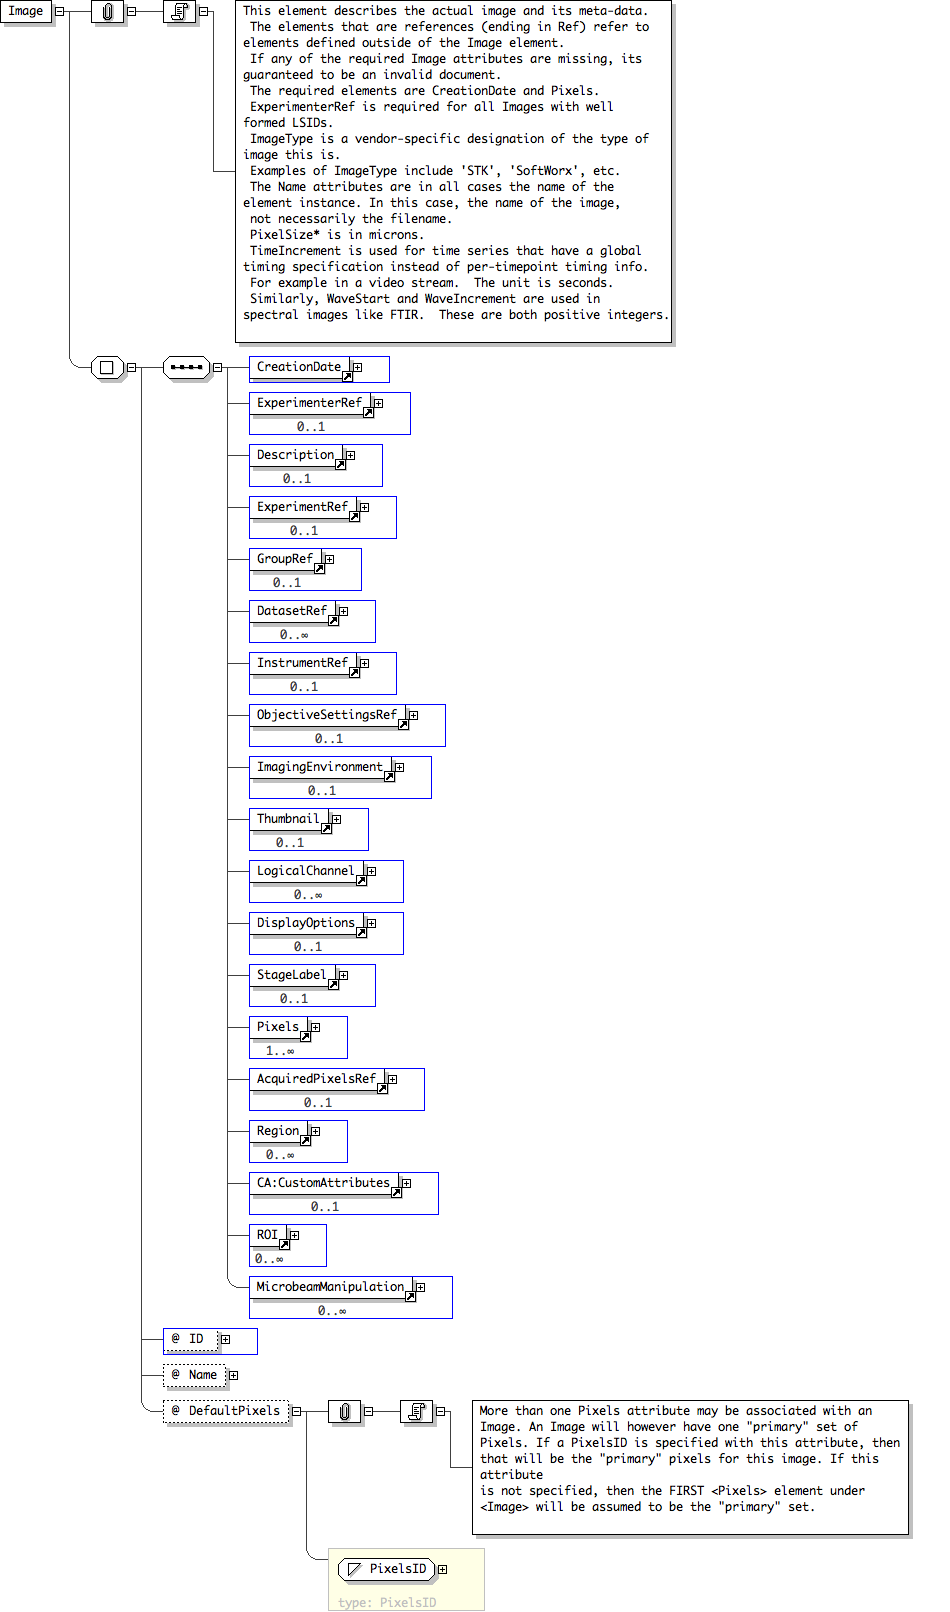 Image
This element describes the actual image and its meta-data.
The elements that are references (ending in Ref) refer to
elements defined outside of the Image element.
If any of the required Image attributes are missing, its
guaranteed to be an invalid document.
The required elements are CreationDate and Pixels.
ExperimenterRef is required for all Images with well
formed LSIDs.
ImageType is a vendor-specific designation of the type of
image this is.
Examples of ImageType include 'STK', 'SoftWorx', etc.
The Name attributes are in all cases the name of the
element instance. In this case, the name of the image,
not necessarily the filename.
PixelSize* is in microns.
TimeIncrement is used for time series that have a global
timing specification instead of per-timepoint timing info.
For example in a video stream.  The unit is seconds.
Similarly, WaveStart and WaveIncrement are used in
spectral images like FTIR.  These are both positive integers.
CreationDate
ExperimenterRef
0..1
Description
0..1
ExperimentRef
0..1
GroupRef
0..1
DatasetRef
0..∞
InstrumentRef
0..1
ObjectiveSettingsRef
0..1
ImagingEnvironment
0..1
Thumbnail
0..1
LogicalChannel
0..∞
DisplayOptions
0..1
StageLabel
0..1
Pixels
1..∞
AcquiredPixelsRef
0..1
Region
0..∞
CA:CustomAttributes
0..1
ROI
0..∞
MicrobeamManipulation
0..∞
@ ID
@ Name
@ DefaultPixels
More than one Pixels attribute may be associated with an
Image. An Image will however have one "primary" set of
Pixels. If a PixelsID is specified with this attribute, then
that will be the "primary" pixels for this image. If this
attribute
is not specified, then the FIRST <Pixels> element under
<Image> will be assumed to be the "primary" set.
PixelsID
type: PixelsID